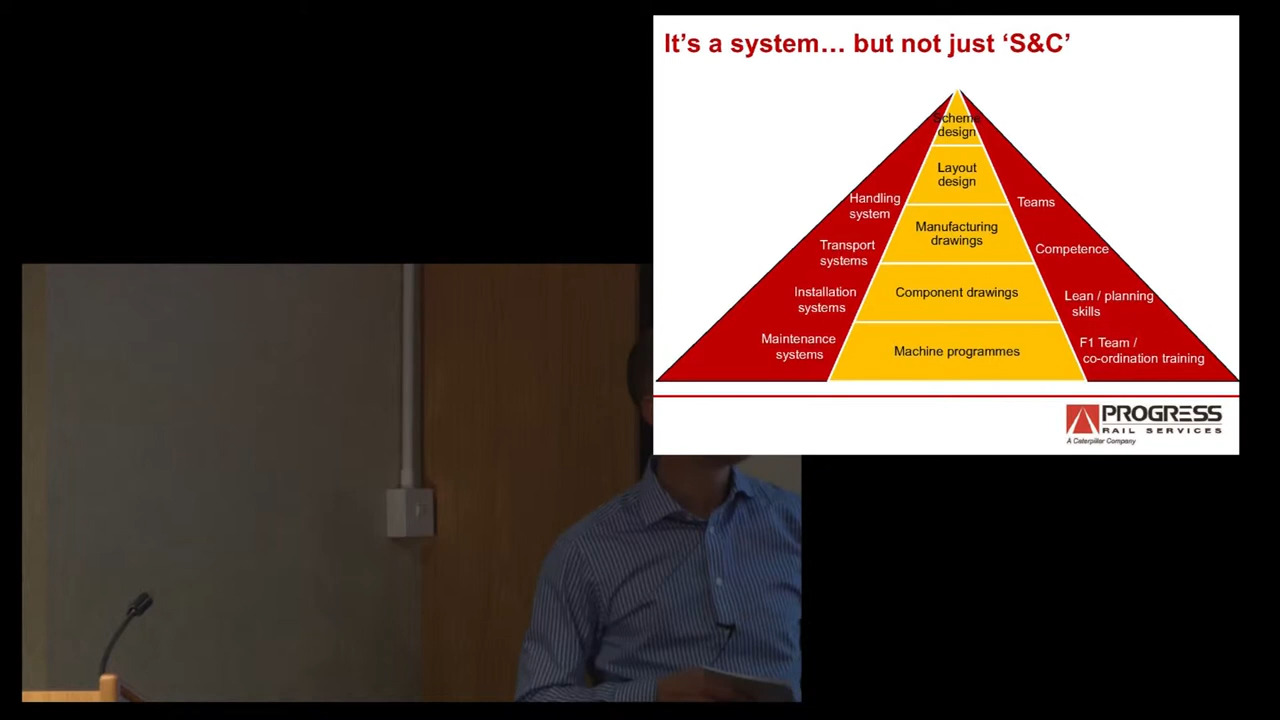 It's a system… but not just 'S&C'
Scheme
design
Layout
design
Manufacturing
drawings
Component drawings
Machine programmes
Handling
system
Transport
systems
Installation
systems
Maintenance
systems
Teams
Competence
Lean / planning
skills
F1 Team /
co-ordination training
PROGRESS
RAIL SERVICES
A Caterpillar Company